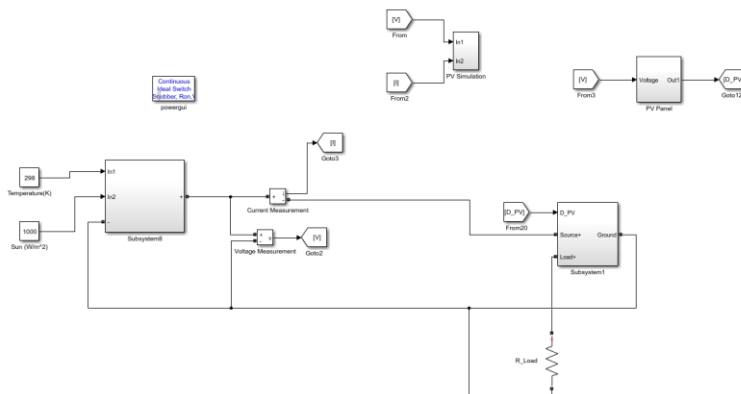 [V]
From
In1
In2
PV Simulation
[I]
From2
Continuous
Ideal Switch
powergui
[V]
From3
Voltage
Out1
PV Panel
[D_PV]
Goto12
[I]
Goto3
298
Temperature(K)
In1
In2
+
-
Subsystem8
1000
Sun (W/m^2)
+
i
-
Current Measurement
+
-
v
Voltage Measurement
[V]
Goto2
[D_PV]
From20
D_PV
Source+
Ground
Load+
Subsystem1
R_Load